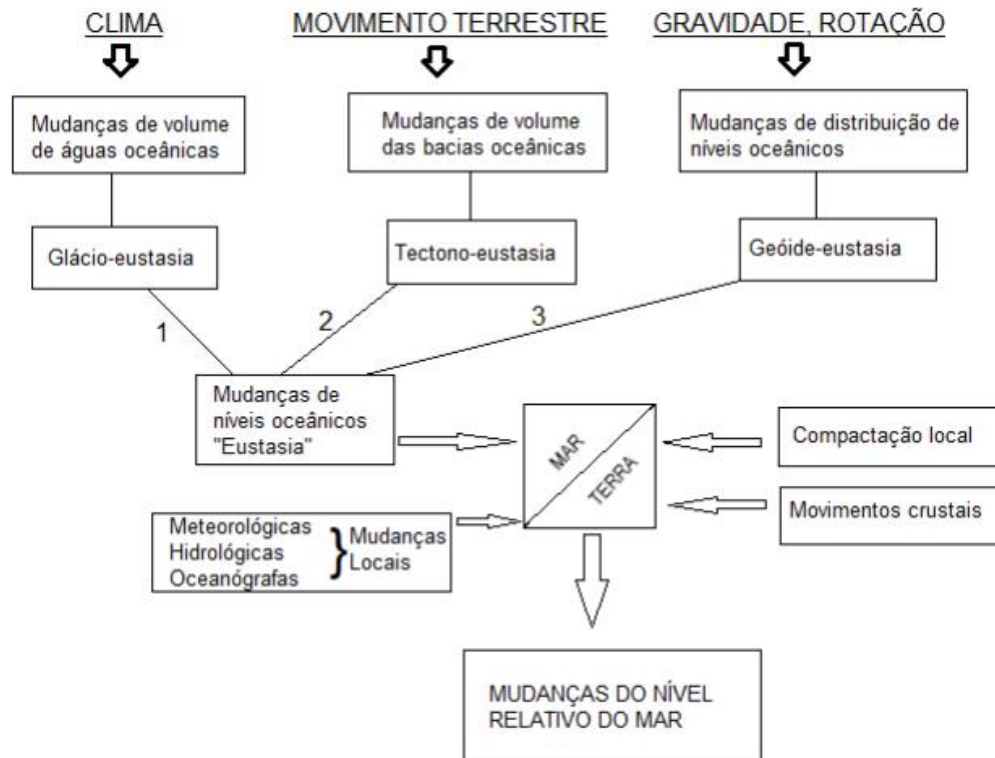 CLIMA
MOVIMENTO TERRESTRE
GRAVIDADE, ROTAÇÃO
Mudanças de volume
de águas oceânicas
Mudanças de volume
das bacias oceânicas
Mudanças de distribuição de
níveis oceânicos
Glácio-eustasia
Tectono-eustasia
Geóide-eustasia
1
2
3
Mudanças de
níveis oceânicos
"Eustasia"
MAR
TERRA
Compactação local
Movimentos crustais
Meteorológicas
Hidrológicas
Oceanógrafas
} Mudanças
Locais
MUDANÇAS DO NÍVEL
RELATIVO DO MAR